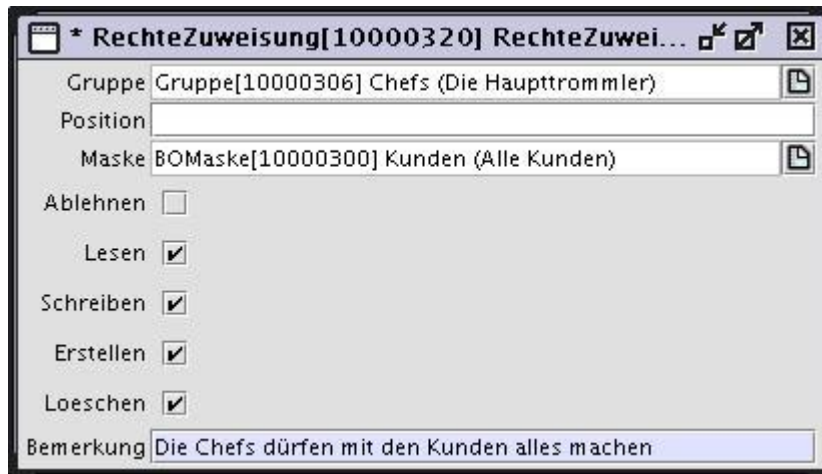 * RechteZuweisung[10000320] RechteZuwei...
Gruppe Gruppe[10000306] Chefs (Die Haupttrommler)
Position
Maske BOMaske[10000300] Kunden (Alle Kunden)
Ablehnen
Lesen
Schreiben
Erstellen
Loeschen
Bemerkung Die Chefs dürfen mit den Kunden alles machen